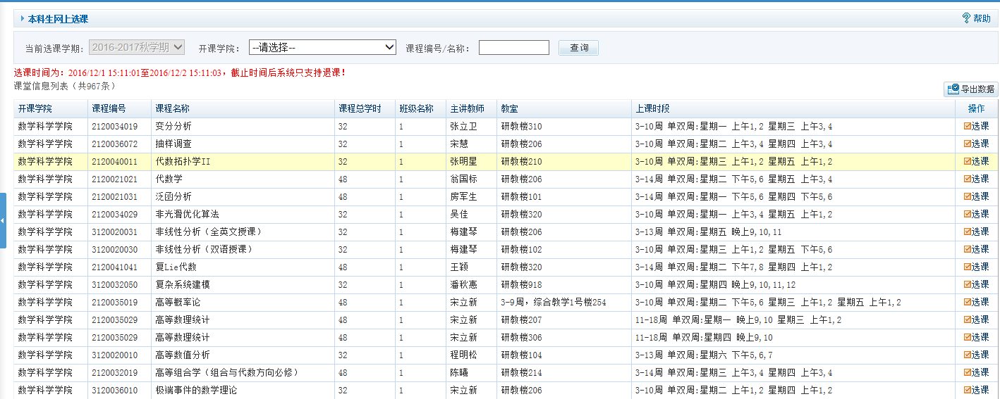 本科生网上选课 帮助
当前选课学期: 2016-2017秋学期 开课学院: --请选择-- 课程编号/名称: 查询
选课时间为: 2016/12/1 15:11:01至2016/12/2 15:11:03, 截止时间后系统只支持退课!
课堂信息列表（共967条）
导出数据
开课学院 课程编号 课程名称 课程总学时 班级名称 主讲教师 教室 上课时段 操作
数学科学学院 2120034019 变分分析 32 1 张立卫 研教楼310 3-10周 单双周:星期一 上午1,2 星期三 上午3,4 选课
数学科学学院 2120036072 抽样调查 32 1 宋慧 研教楼206 3-10周 单双周:星期二 上午3,4 星期四 上午3,4 选课
数学科学学院 2120040011 代数拓扑学II 32 1 张明星 研教楼210 3-10周 单双周:星期三 上午1,2 星期五 上午1,2 选课
数学科学学院 2120021021 代数学 48 1 翁国标 研教楼206 3-14周 单双周:星期二 下午5,6 星期五 上午3,4 选课
数学科学学院 2120021031 泛函分析 48 1 房军生 研教楼101 3-14周 单双周:星期一 下午5,6 星期四 下午5,6 选课
数学科学学院 2120034029 非光滑优化算法 32 1 吴佳 研教楼320 3-10周 单双周:星期一 上午3,4 星期五 上午1,2 选课
数学科学学院 3120020031 非线性分析（全英文授课） 32 1 梅建琴 研教楼206 3-13周 单双周:星期五 晚上9,10,11 选课
数学科学学院 3120020030 非线性分析（双语授课） 32 1 梅建琴 研教楼102 3-10周 单双周:星期三 上午1,2 星期五 下午5,6 选课
数学科学学院 2120041041 复Lie代数 48 1 王颖 研教楼320 3-14周 单双周:星期二 下午7,8 星期四 上午1,2 选课
数学科学学院 3120032050 复杂系统建模 32 1 潘秋惠 研教楼918 3-10周 单双周:星期四 晚上9,10,11,12 选课
数学科学学院 2120035019 高等概率论 48 1 宋立新 3-9周，综合教学1号楼254 3-10周 单双周:星期二 下午5,6 星期三 上午1,2 星期五 上午1,2 选课
数学科学学院 2120035029 高等数理统计 48 1 宋立新 研教楼207 11-18周 单双周:星期一 晚上9,10 星期三 上午1,2 选课
数学科学学院 2120035029 高等数理统计 48 1 宋立新 研教楼306 11-18周 单双周:星期四 晚上9,10 选课
数学科学学院 3120020010 高等数值分析 32 1 程明松 研教楼104 3-13周 单双周:星期六 下午5,6,7 选课
数学科学学院 2120032019 高等组合学（组合与代数方向必修） 48 1 陈曦 研教楼214 3-14周 单双周:星期三 上午3,4 星期四 上午3,4 选课
数学科学学院 3120036010 极端事件的数学理论 32 1 宋立新 研教楼206 3-10周 单双周:星期二 上午1,2 星期四 上午1,2 选课